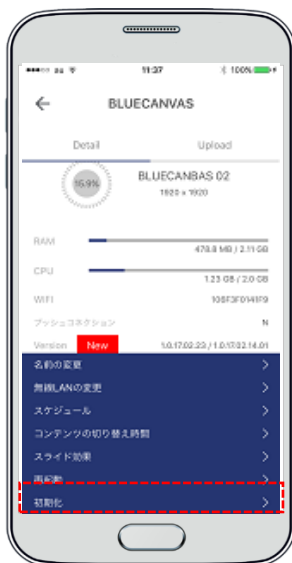 11:37 100%
BLUECANVAS
Detail Upload
16.9%
BLUECANBAS 02
1920 x 1920
RAM
478.8 MB / 2.11 GB
CPU
1.23 GB / 2.0 GB
WIFI 106F3F0141F9
プッシュコネクション N
Version New 1.0.17.02.23 / 1.0.17.02.14.01
名前の変更
無線LANの変更
スケジュール
コンテンツの切り替え時間
スライド効果
再起動
初期化